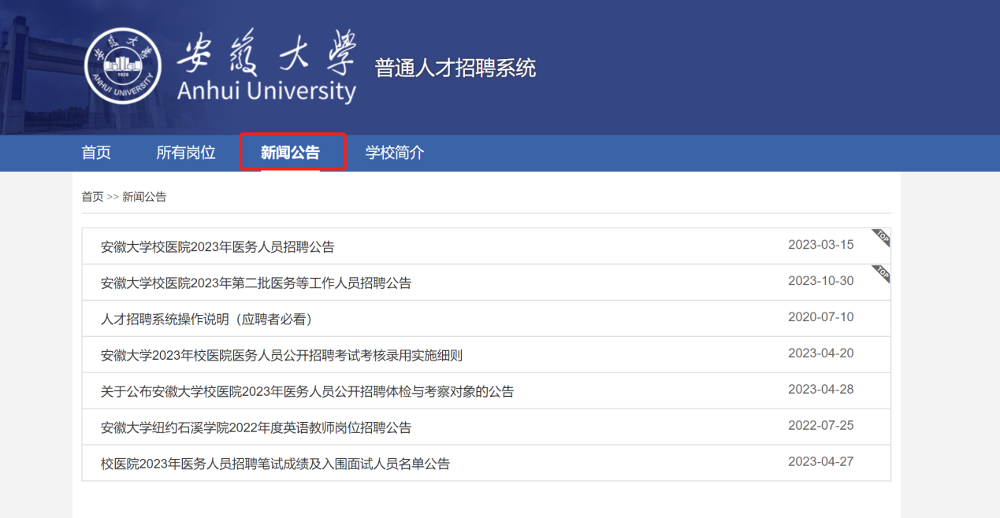 安徽大学
ANHUI UNIVERSITY
1928
安徽大学
Anhui University
普通人才招聘系统
首页 所有岗位 新闻公告 学校简介
首页 >> 新闻公告
安徽大学校医院2023年医务人员招聘公告 2023-03-15 TOP
安徽大学校医院2023年第二批医务等工作人员招聘公告 2023-10-30 TOP
人才招聘系统操作说明（应聘者必看） 2020-07-10
安徽大学2023年校医院医务人员公开招聘考试考核录用实施细则 2023-04-20
关于公布安徽大学校医院2023年医务人员公开招聘体检与考察对象的公告 2023-04-28
安徽大学纽约石溪学院2022年度英语教师岗位招聘公告 2022-07-25
校医院2023年医务人员招聘笔试成绩及入围面试人员名单公告 2023-04-27